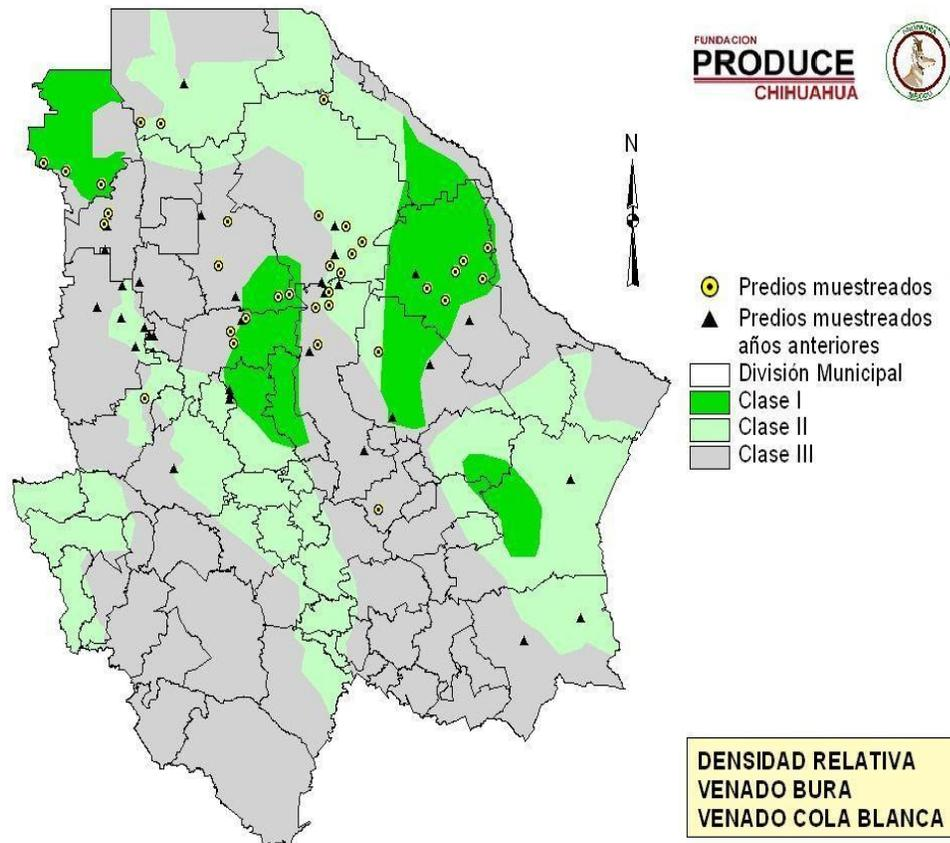 FUNDACION
PRODUCE
CHIHUAHUA
N
Predios muestreados
Predios muestreados
años anteriores
División Municipal
Clase I
Clase II
Clase III
DENSIDAD RELATIVA
VENADO BURA
VENADO COLA BLANCA